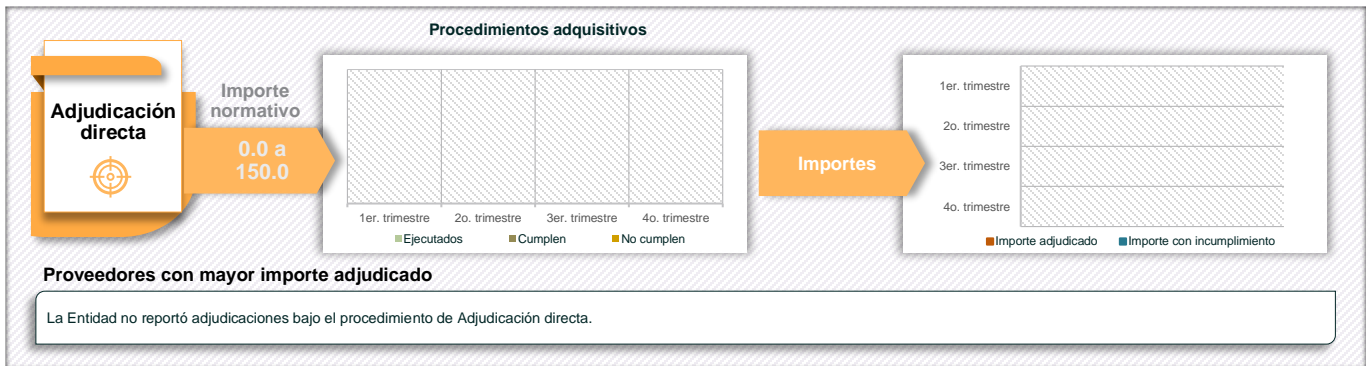 Procedimientos adquisitivos
Adjudicación
directa
Importe
normativo
0.0 a
150.0
1er. trimestre 2o. trimestre 3er. trimestre 4o. trimestre
Ejecutados Cumplen No cumplen
Importes
1er. trimestre
2o. trimestre
3er. trimestre
4o. trimestre
Importe adjudicado Importe con incumplimiento
Proveedores con mayor importe adjudicado
La Entidad no reportó adjudicaciones bajo el procedimiento de Adjudicación directa.